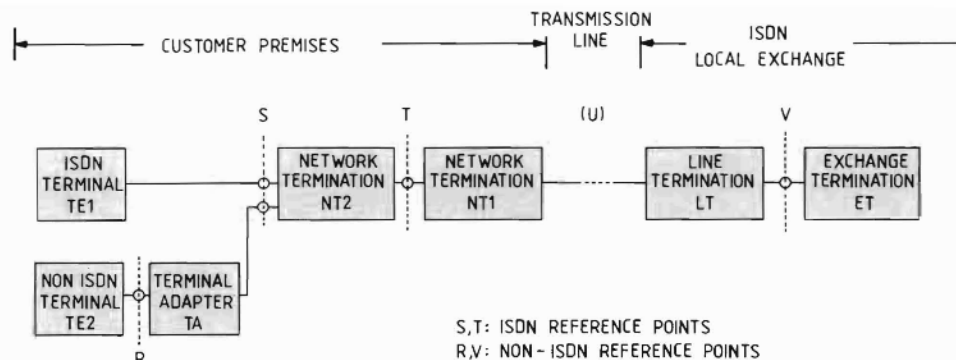 TRANSMISSION
LINE
CUSTOMER PREMISES
ISDN
LOCAL EXCHANGE
S
T
(U)
V
ISDN
TERMINAL
TE1
NETWORK
TERMINATION
NT2
NETWORK
TERMINATION
NT1
LINE
TERMINATION
LT
EXCHANGE
TERMINATION
ET
NON ISDN
TERMINAL
TE2
TERMINAL
ADAPTER
TA
R
S,T: ISDN REFERENCE POINTS
R,V: NON-ISDN REFERENCE POINTS